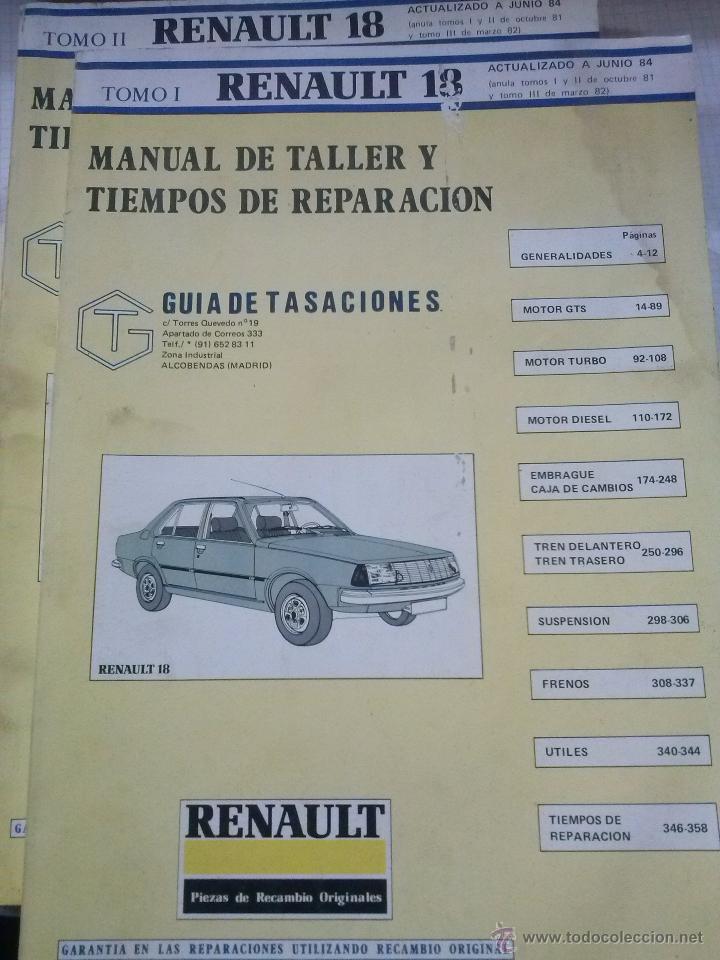 TOMO II RENAULT 18
ACTUALIZADO A JUNIO 84
(anula tomos I y II de octubre 81
y tomo III de marzo 82)
TOMO I RENAULT 18
ACTUALIZADO A JUNIO 84
(anula tomos I y II de octubre 81
y tomo III de marzo 82)
MA
TI
MANUAL DE TALLER Y
TIEMPOS DE REPARACION
TG
GUIA DE TASACIONES
c/ Torres Quevedo nº 19
Apartado de Correos 333
Telf./ * (91) 652 83 11
Zona Industrial
ALCOBENDAS (MADRID)
Páginas
GENERALIDADES 4-12
MOTOR GTS 14-89
MOTOR TURBO 92-108
MOTOR DIESEL 110-172
EMBRAGUE
CAJA DE CAMBIOS 174-248
TREN DELANTERO
TREN TRASERO 250-296
SUSPENSION 298-306
FRENOS 308-337
UTILES 340-344
TIEMPOS DE
REPARACION 346-358
RENAULT 18
RENAULT
Piezas de Recambio Originales
GA
GARANTIA EN LAS REPARACIONES UTILIZANDO RECAMBIO ORIGINAL
www.todocoleccion.net